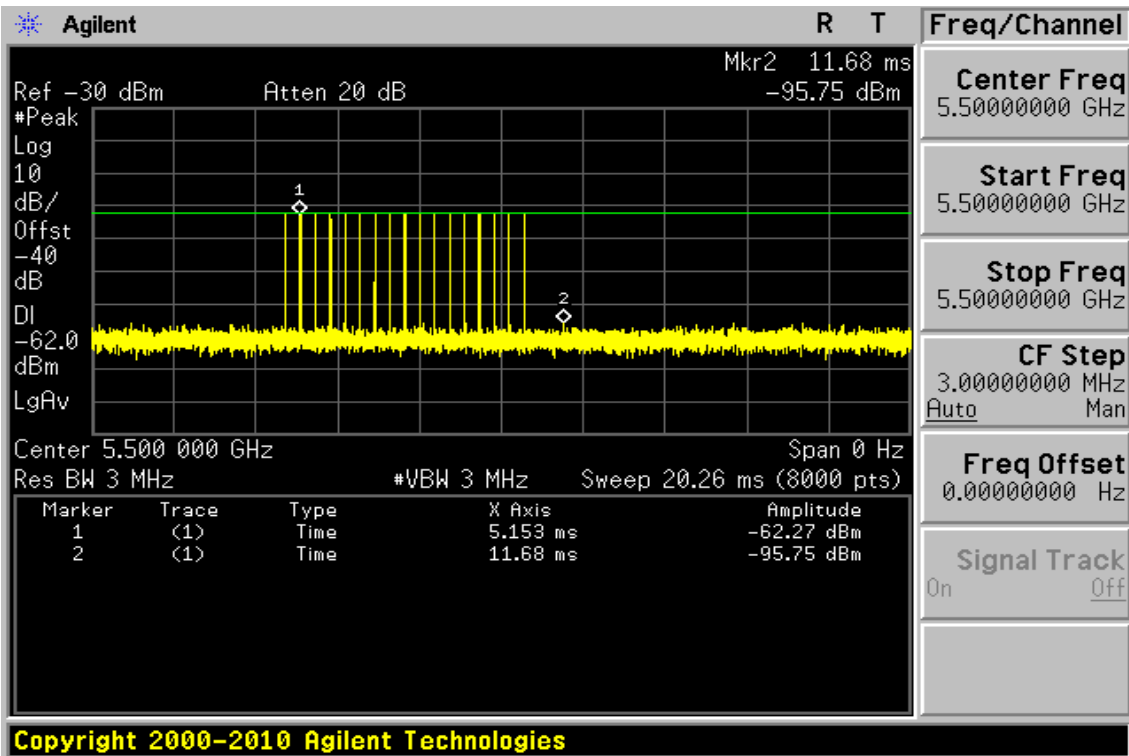 Agilent R T
Mkr2 11.68 ms
Ref -30 dBm Atten 20 dB -95.75 dBm
#Peak
Log
10
dB/
Offst
-40
dB
DI
-62.0
dBm
LgAv
1
2
Center 5.500 000 GHz Span 0 Hz
Res BW 3 MHz #VBW 3 MHz Sweep 20.26 ms (8000 pts)
Marker Trace Type X Axis Amplitude
1 (1) Time 5.153 ms -62.27 dBm
2 (1) Time 11.68 ms -95.75 dBm
Freq/Channel
Center Freq
5.50000000 GHz
Start Freq
5.50000000 GHz
Stop Freq
5.50000000 GHz
CF Step
3.00000000 MHz
Auto Man
Freq Offset
0.00000000 Hz
Signal Track
On Off
Copyright 2000-2010 Agilent Technologies